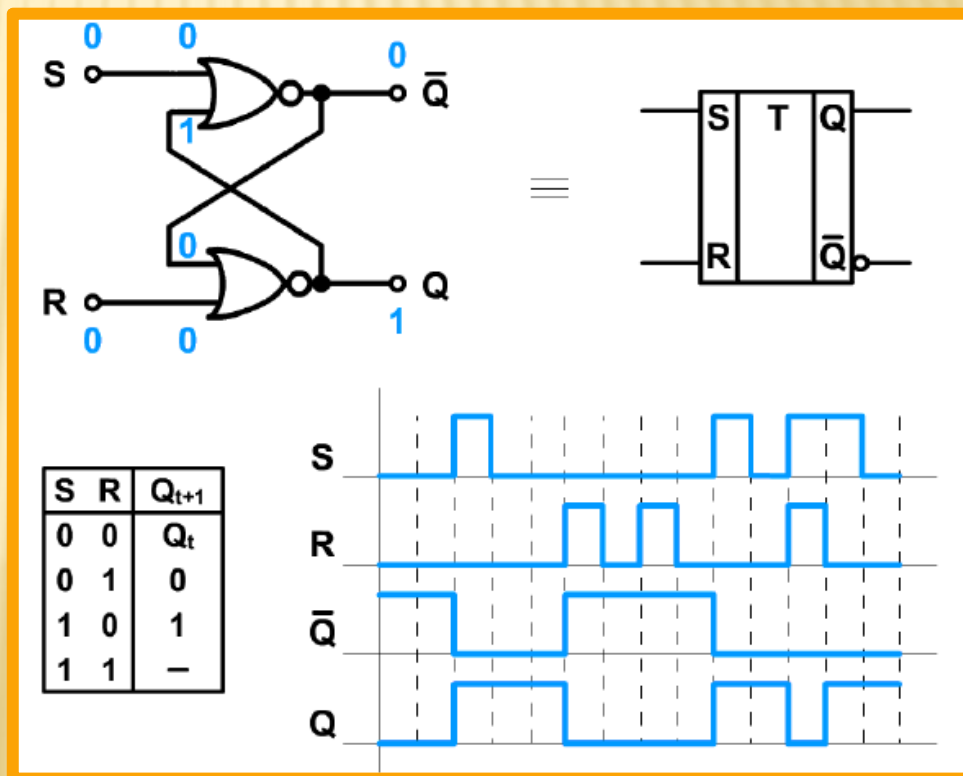 0 0 0
S Q̅
1
0
R Q
0 0 1
≡
S T Q
R Q̅
S R Qt+1
0 0 Qt
0 1 0
1 0 1
1 1 –
S
R
Q̅
Q